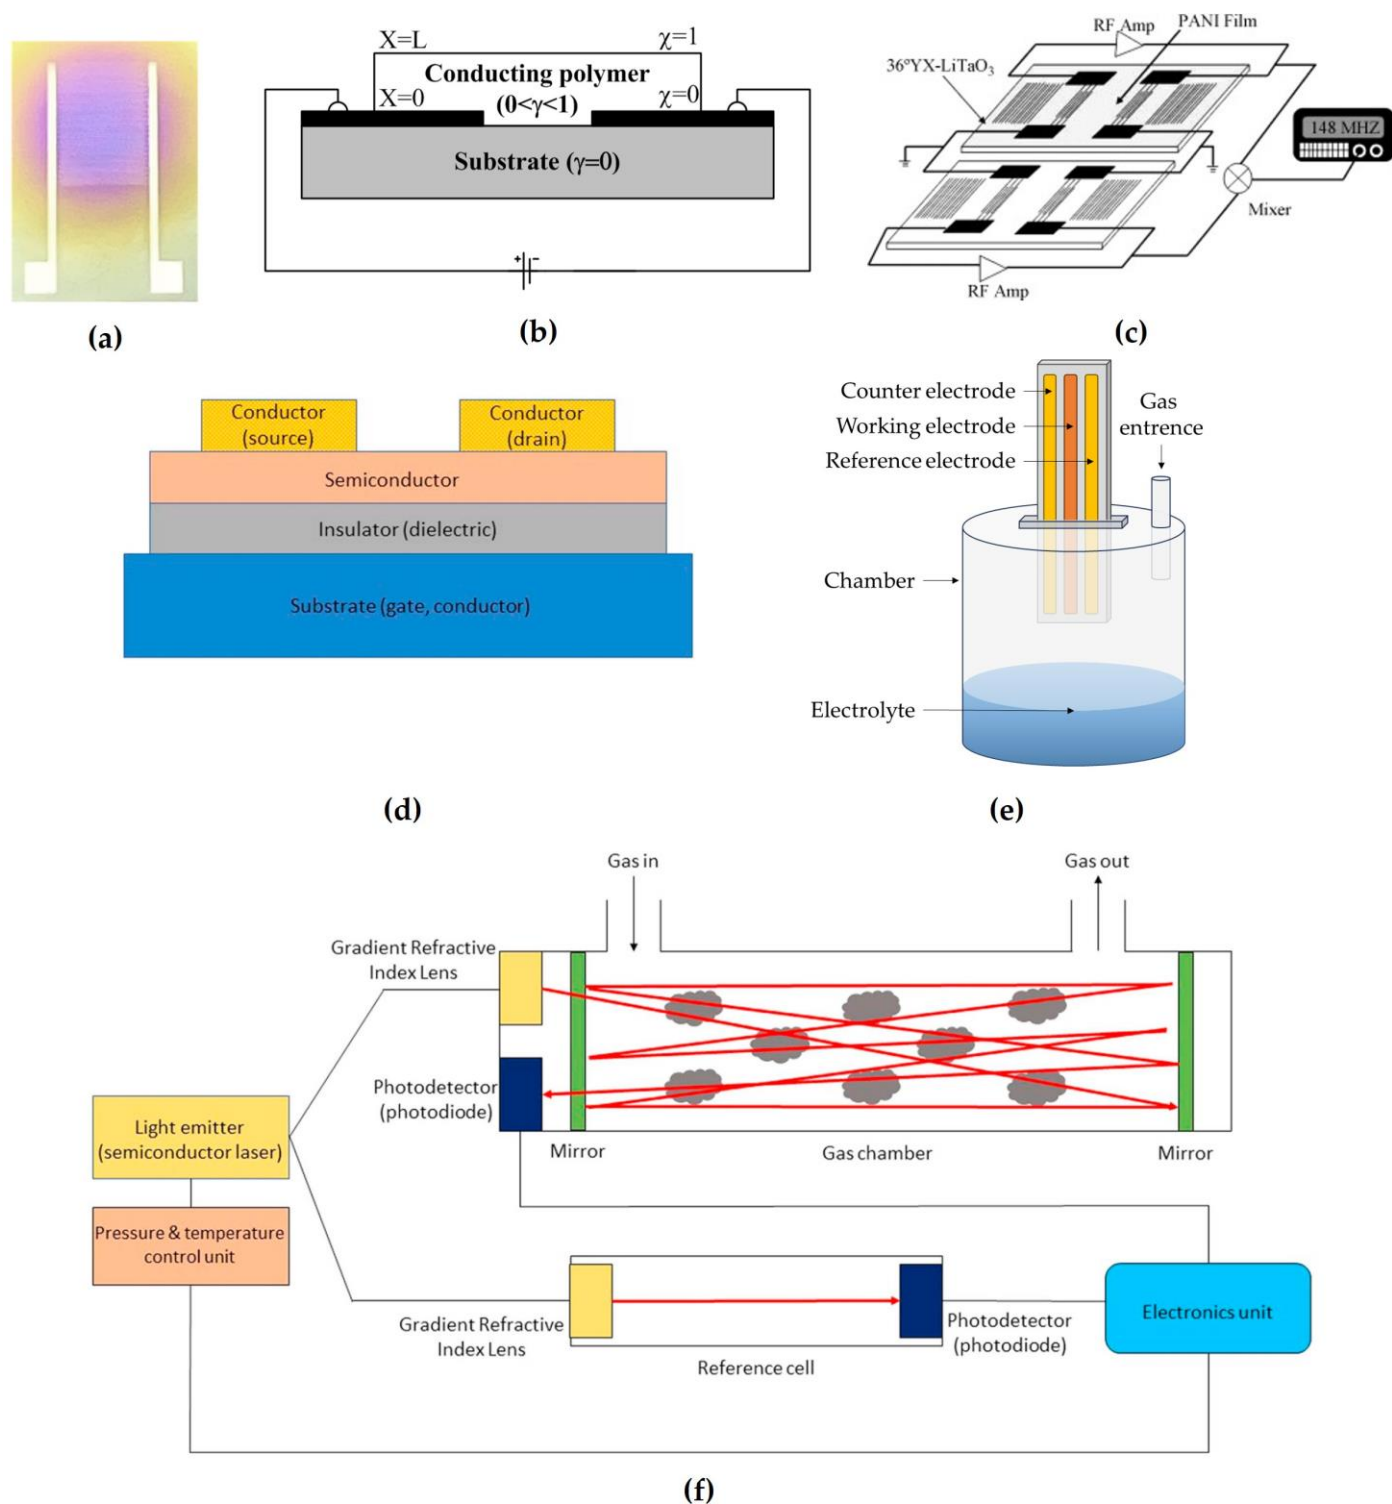 (a)
X=L
χ=1
Conducting polymer
X=0
(0<γ<1)
χ=0
Substrate (γ=0)
+
-
(b)
RF Amp
PANI Film
36°YX-LiTaO₃
148 MHZ
Mixer
RF Amp
(c)
Conductor
(source)
Conductor
(drain)
Semiconductor
Insulator (dielectric)
Substrate (gate, conductor)
(d)
Counter electrode
Working electrode
Reference electrode
Gas
entrence
Chamber
Electrolyte
(e)
Gas in
Gas out
Gradient Refractive
Index Lens
Photodetector
(photodiode)
Mirror
Gas chamber
Mirror
Light emitter
(semiconductor laser)
Pressure & temperature
control unit
Gradient Refractive
Index Lens
Reference cell
Photodetector
(photodiode)
Electronics unit
(f)